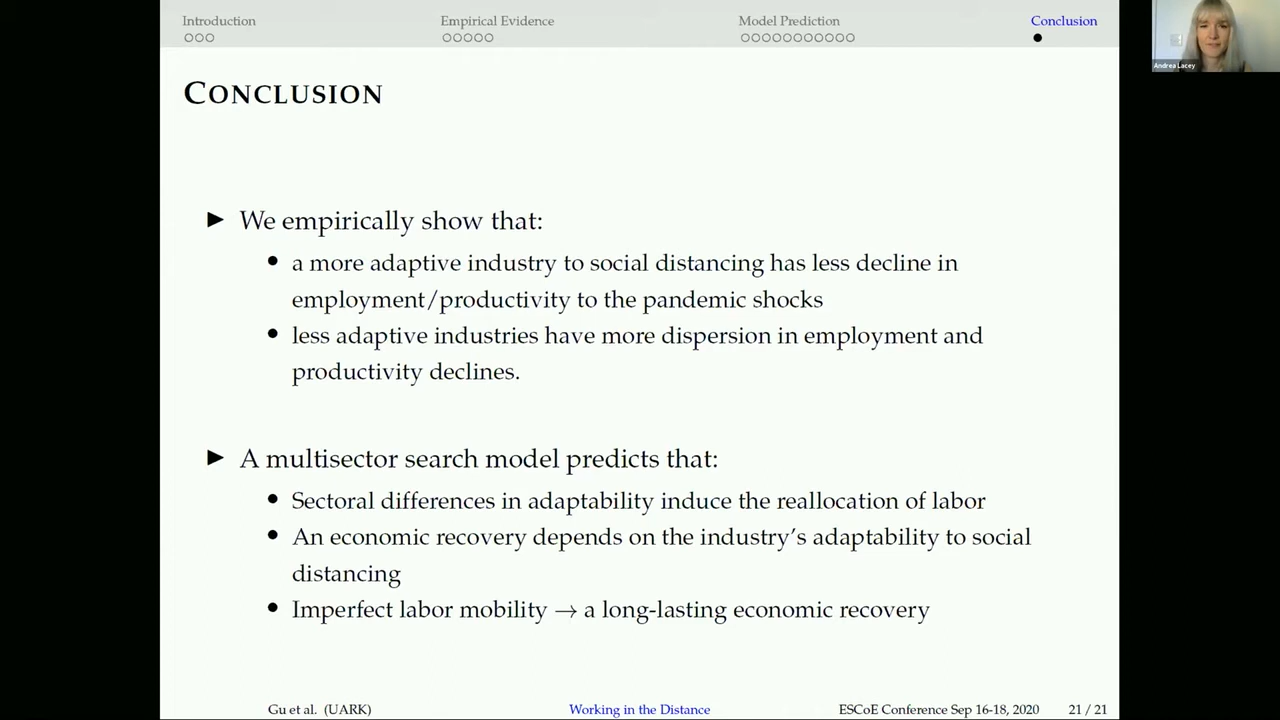 Introduction Empirical Evidence Model Prediction Conclusion
CONCLUSION
We empirically show that:
a more adaptive industry to social distancing has less decline in
employment/productivity to the pandemic shocks
less adaptive industries have more dispersion in employment and
productivity declines.
A multisector search model predicts that:
Sectoral differences in adaptability induce the reallocation of labor
An economic recovery depends on the industry's adaptability to social
distancing
Imperfect labor mobility → a long-lasting economic recovery
Gu et al. (UARK) Working in the Distance ESCoE Conference Sep 16-18, 2020 21 / 21
Andrea Lacey